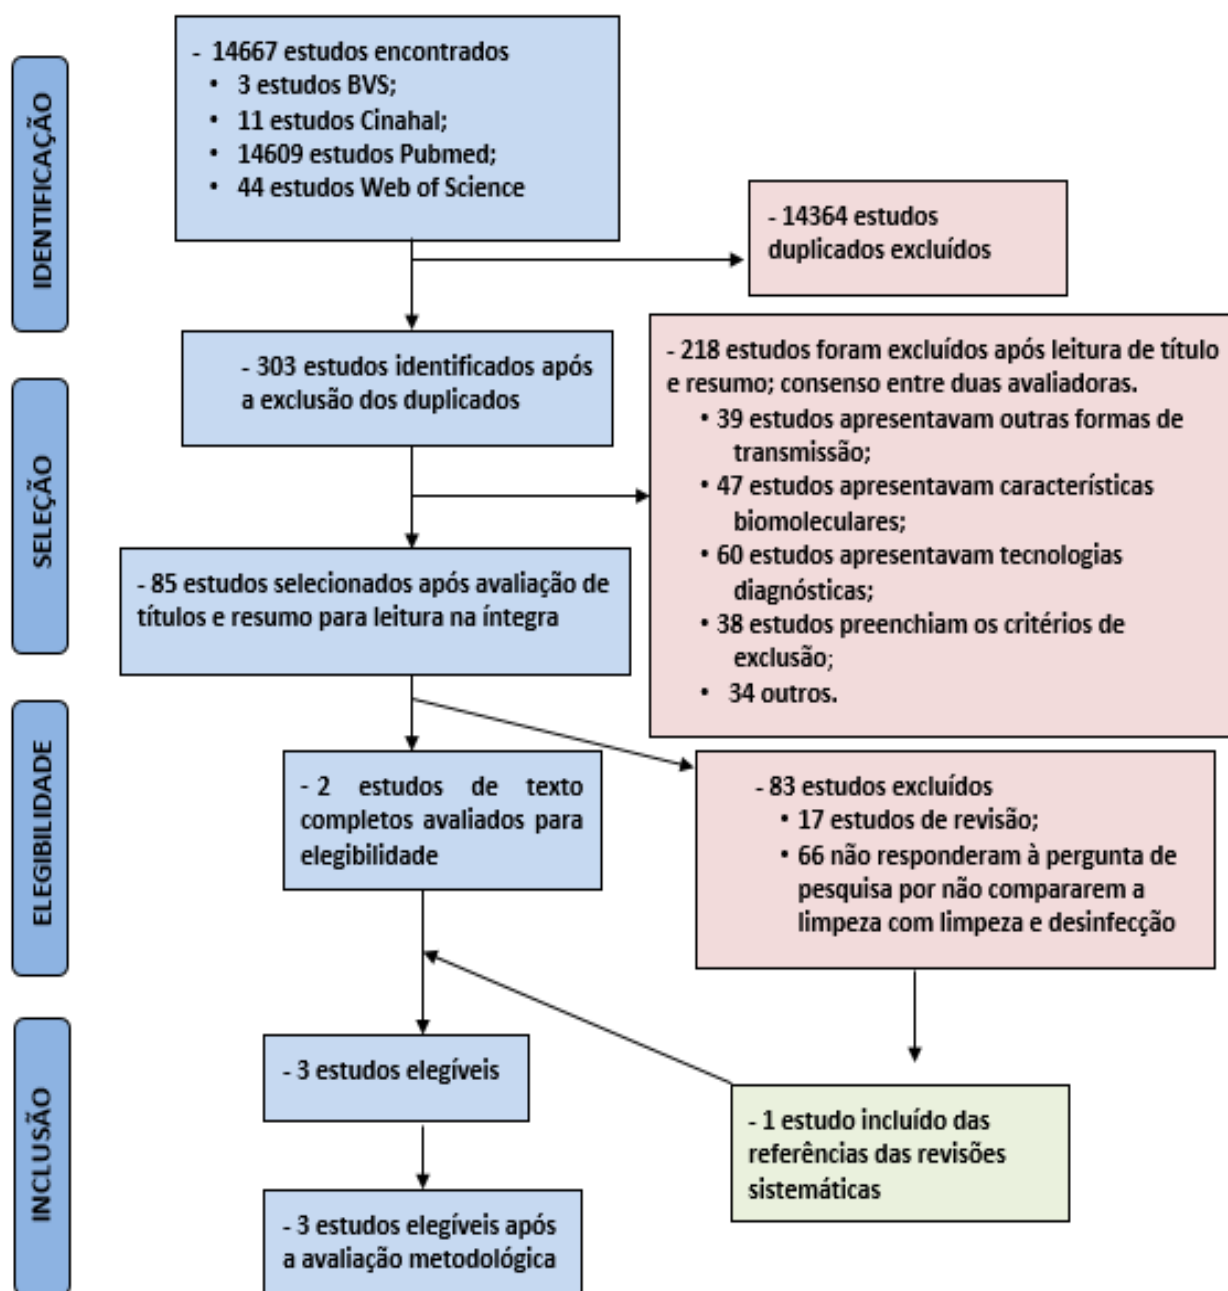 IDENTIFICAÇÃO
- 14667 estudos encontrados
• 3 estudos BVS;
• 11 estudos Cinahal;
• 14609 estudos Pubmed;
• 44 estudos Web of Science
- 14364 estudos
duplicados excluídos
- 303 estudos identificados após
a exclusão dos duplicados
SELEÇÃO
- 218 estudos foram excluídos após leitura de título
e resumo; consenso entre duas avaliadoras.
• 39 estudos apresentavam outras formas de
transmissão;
• 47 estudos apresentavam características
biomoleculares;
• 60 estudos apresentavam tecnologias
diagnósticas;
• 38 estudos preenchiam os critérios de
exclusão;
• 34 outros.
- 85 estudos selecionados após avaliação de
títulos e resumo para leitura na íntegra
ELEGIBILIDADE
- 2 estudos de texto
completos avaliados para
elegibilidade
- 83 estudos excluídos
• 17 estudos de revisão;
• 66 não responderam à pergunta de
pesquisa por não compararem a
limpeza com limpeza e desinfecção
INCLUSÃO
- 3 estudos elegíveis
- 1 estudo incluído das
referências das revisões
sistemáticas
- 3 estudos elegíveis após
a avaliação metodológica